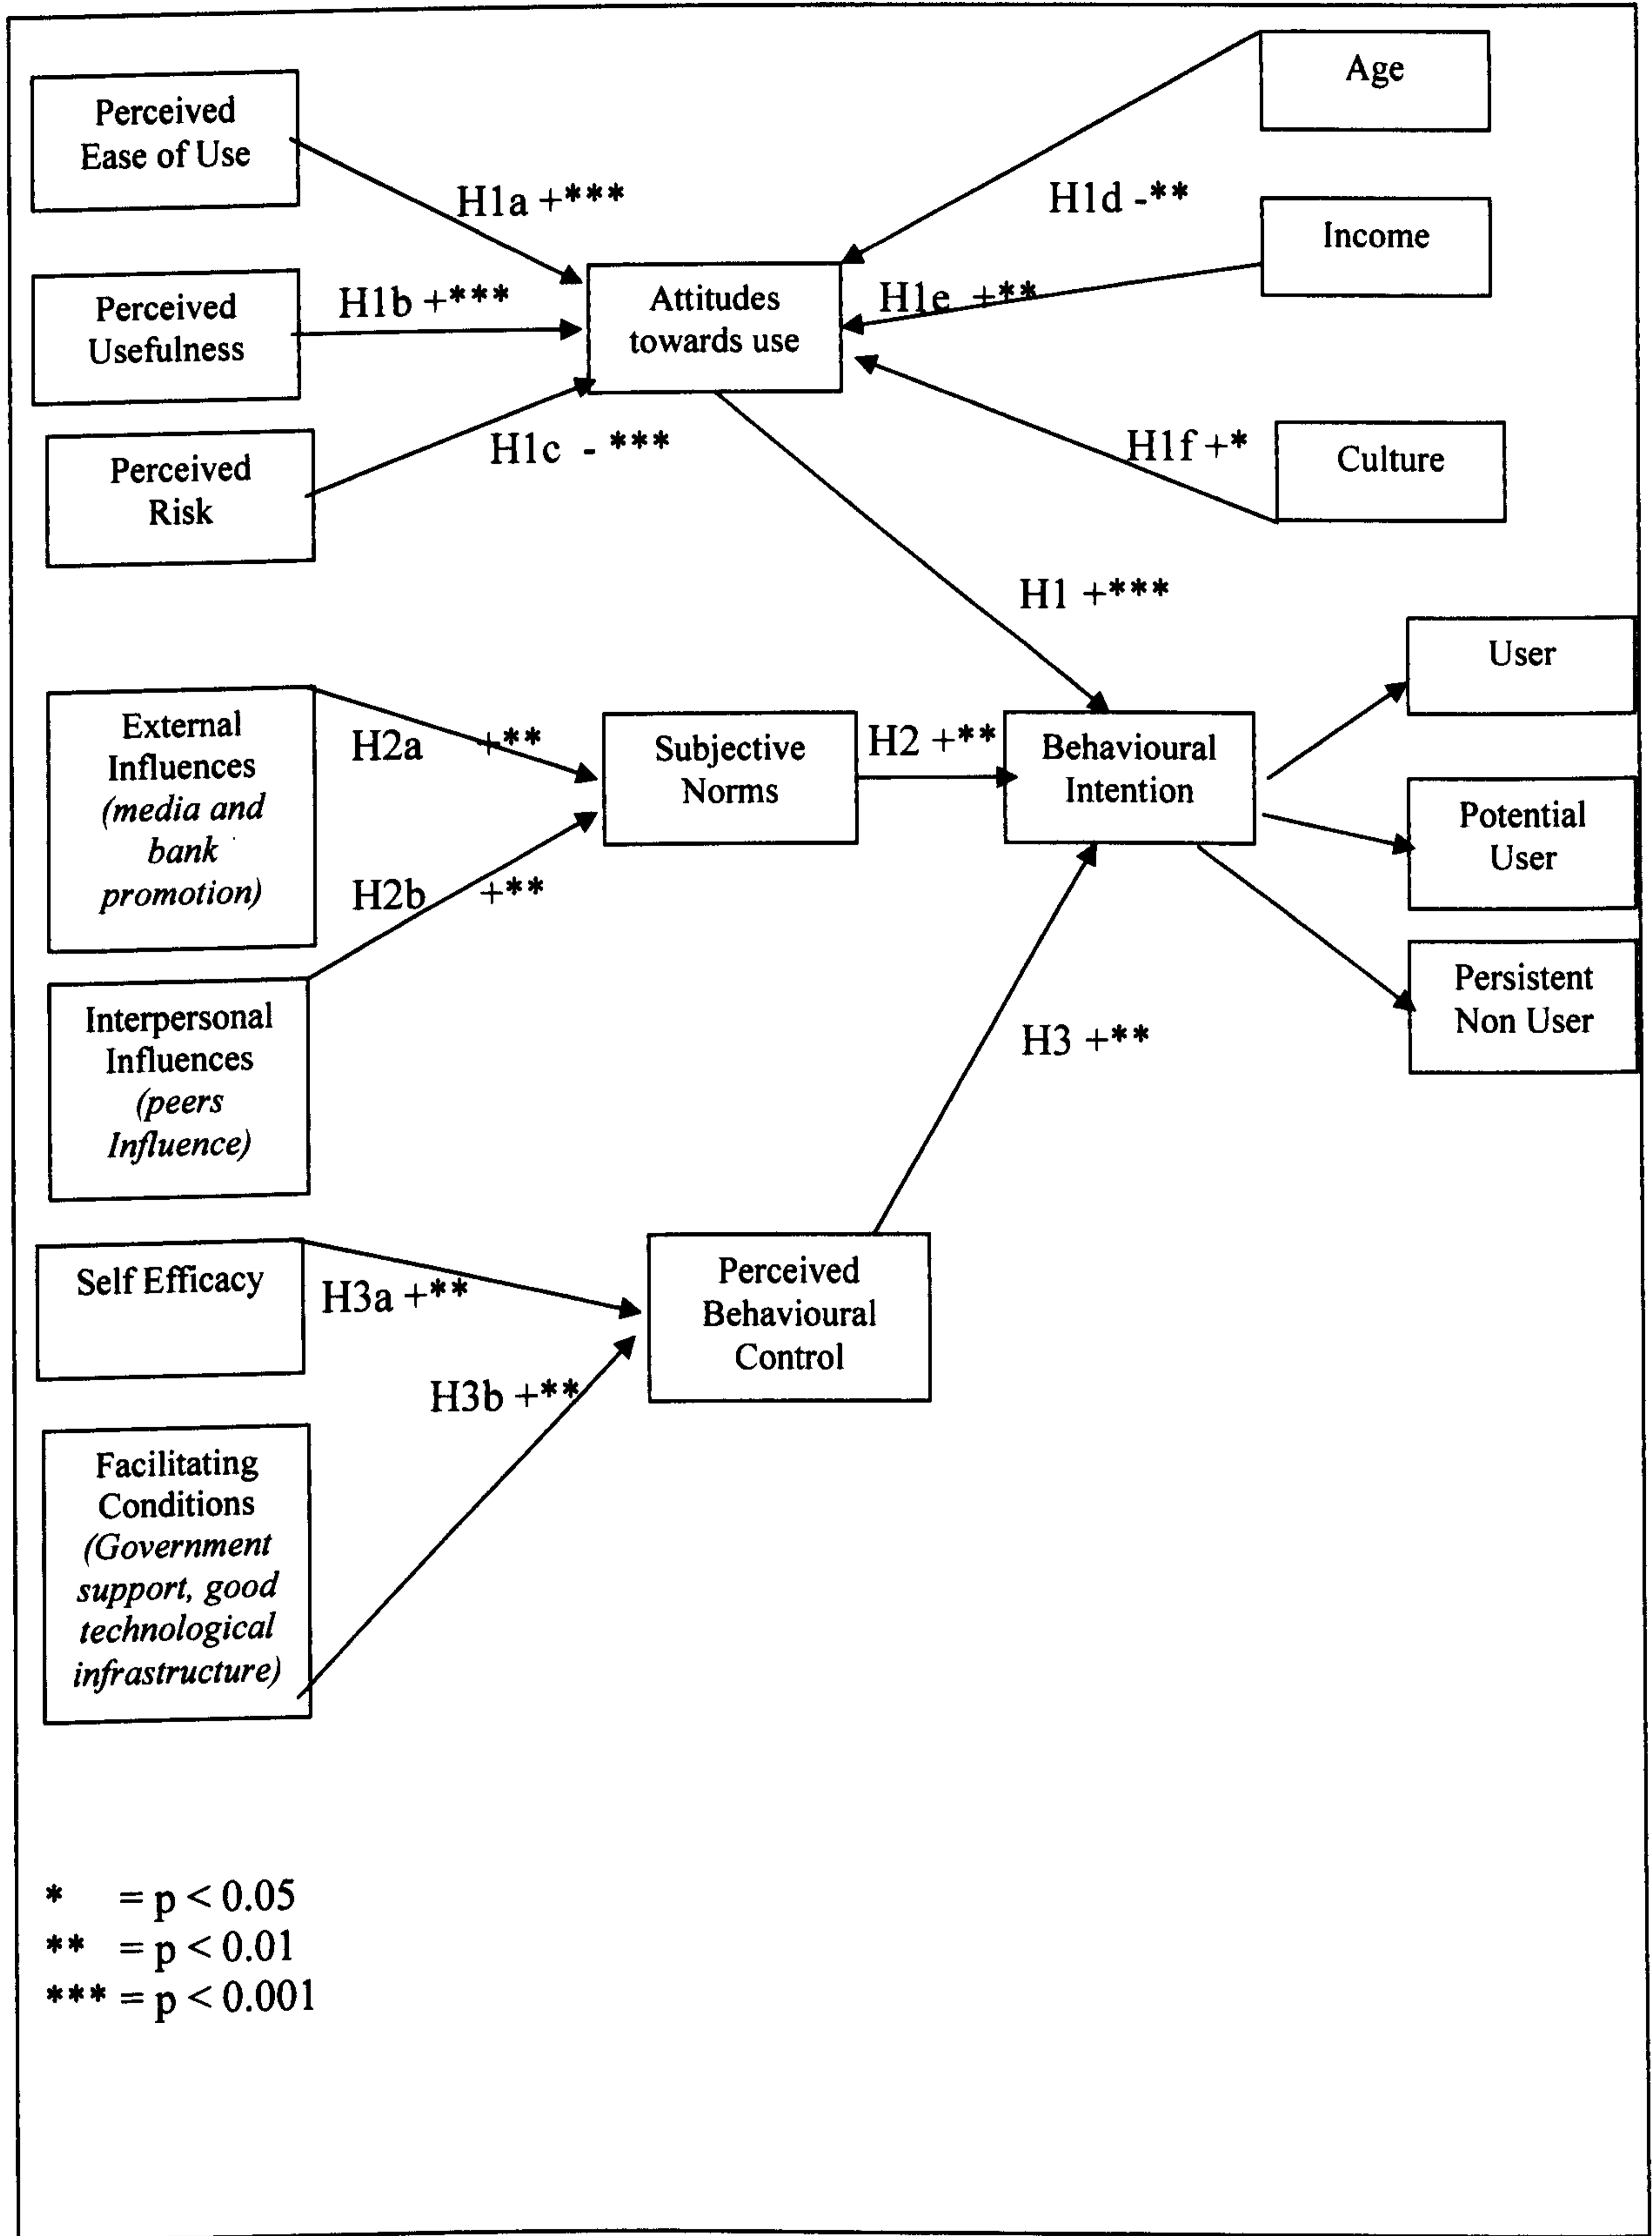 Perceived
Ease of Use
Age
H1a +***
H1d -**
Income
Perceived
Usefulness
H1b +***
Attitudes
towards use
H1e +**
Perceived
Risk
H1c - ***
H1f +*
Culture
H1 +***
User
External
Influences
(media and
bank
promotion)
H2a +**
H2b +**
Subjective
Norms
H2 +**
Behavioural
Intention
Potential
User
Persistent
Non User
Interpersonal
Influences
(peers
Influence)
H3 +**
Self Efficacy
H3a +**
Perceived
Behavioural
Control
H3b +**
Facilitating
Conditions
(Government
support, good
technological
infrastructure)
* = p < 0.05
** = p < 0.01
*** = p < 0.001